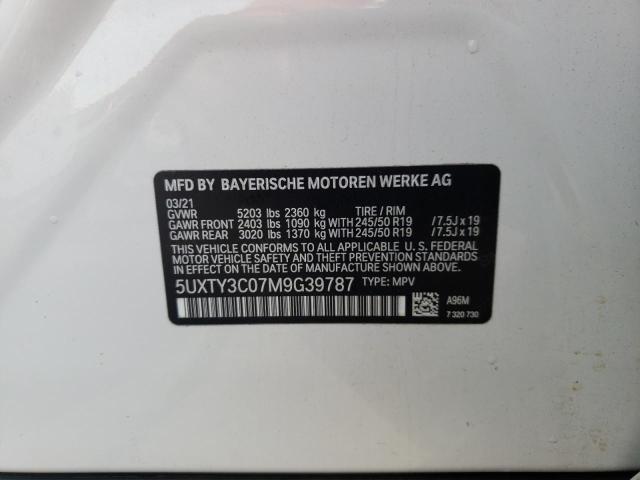 MFD BY BAYERISCHE MOTOREN WERKE AG
03/21
GVWR 5203 lbs 2360 kg TIRE / RIM
GAWR FRONT 2403 lbs 1090 kg WITH 245/50 R19 /7.5J x 19
GAWR REAR 3020 lbs 1370 kg WITH 245/50 R19 /7.5J x 19
THIS VEHICLE CONFORMS TO ALL APPLICABLE U. S. FEDERAL
MOTOR VEHICLE SAFETY AND THEFT PREVENTION STANDARDS
IN EFFECT ON THE DATE OF MANUFACTURE SHOWN ABOVE.
5UXTY3C07M9G39787 TYPE: MPV
A96M
7 320 730